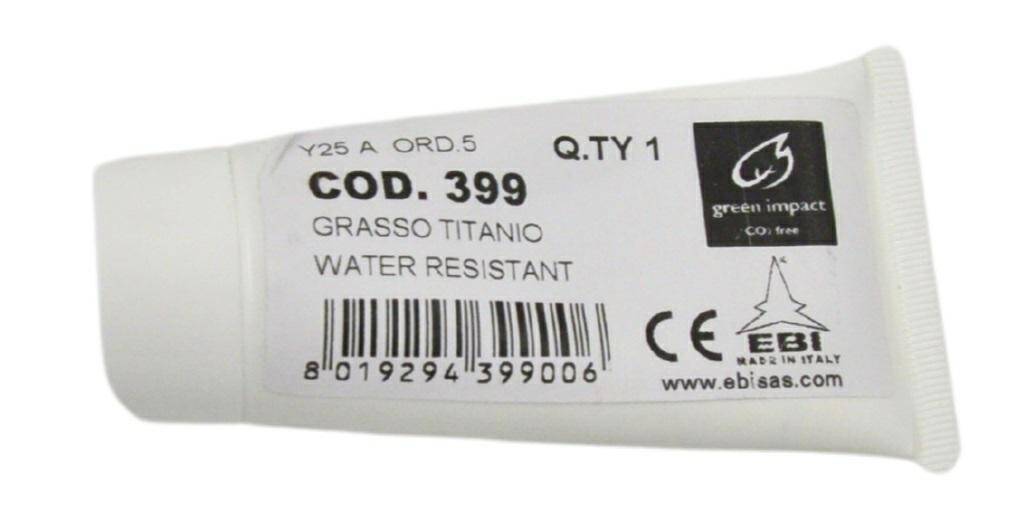 Y25 A ORD.5 Q.TY 1
COD. 399
GRASSO TITANIO
WATER RESISTANT
8 019294 399006
green impact
CO₂ free
CE
EBI
MADE IN ITALY
www.ebisas.com